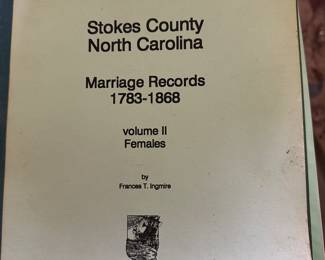 Stokes County
North Carolina
Marriage Records
1783-1868
volume II
Females
by
Frances T. Ingmire